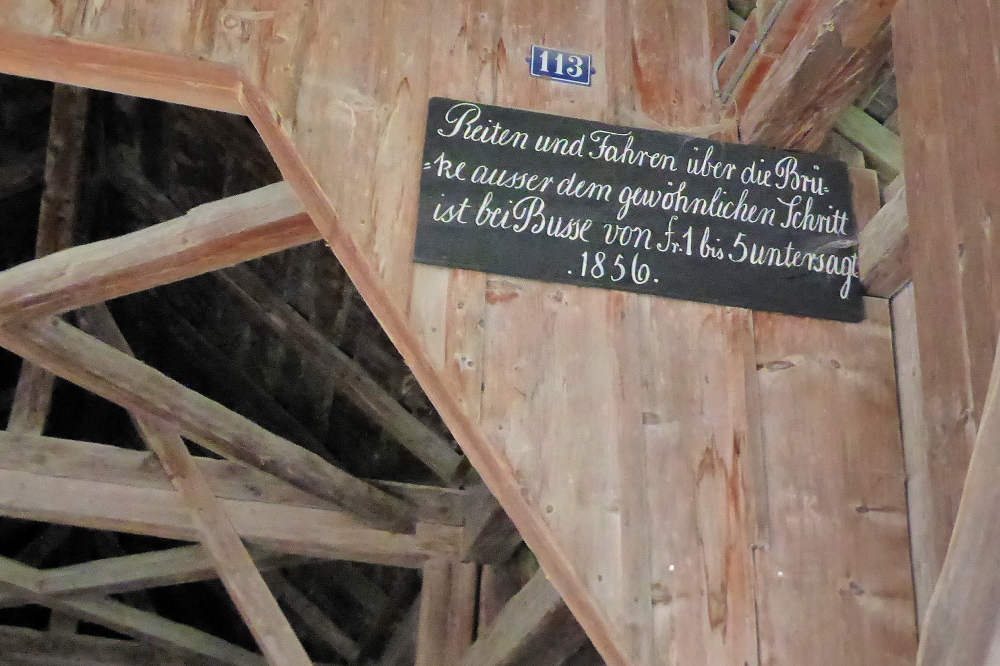 113
Reiten und Fahren über die Brü=
=ke ausser dem gewöhnlichen Schritt
ist bei Busse von fr. 1 bis 5 untersagt
.1856.